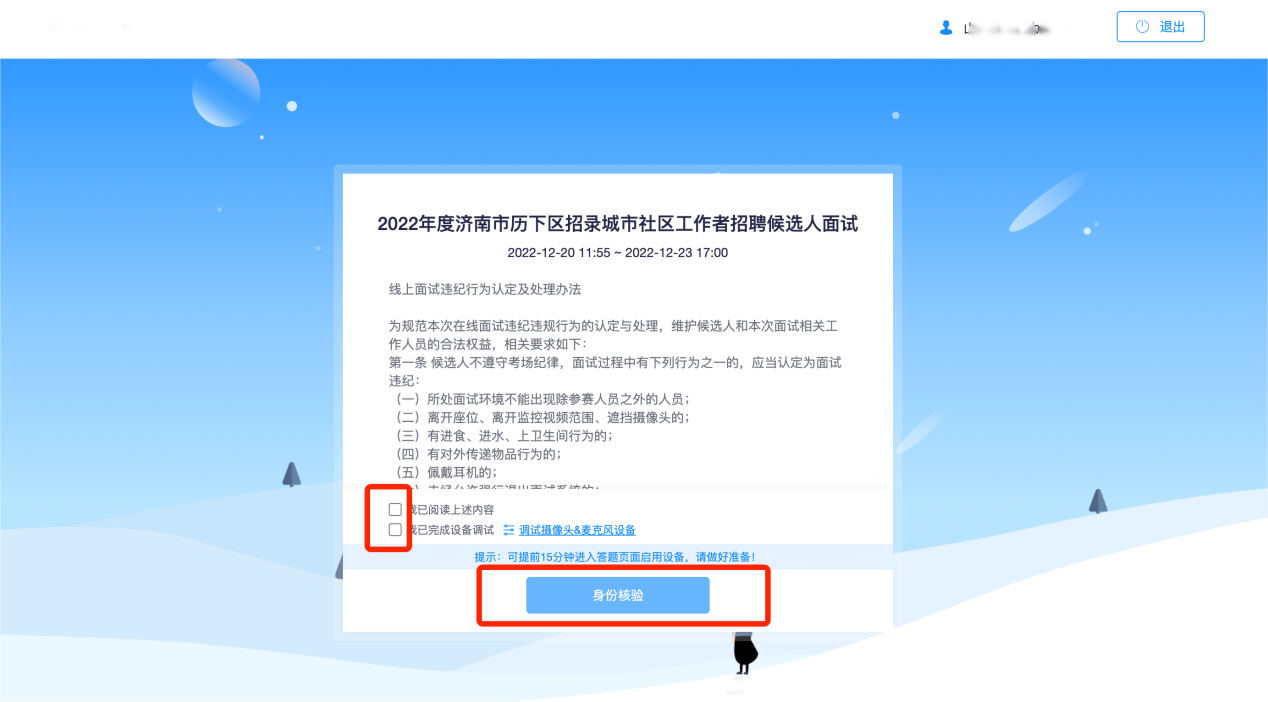 退出
2022年度济南市历下区招录城市社区工作者招聘候选人面试
2022-12-20 11:55 ~ 2022-12-23 17:00
线上面试违纪行为认定及处理办法
为规范本次在线面试违纪违规行为的认定与处理，维护候选人和本次面试相关工
作人员的合法权益，相关要求如下：
第一条 候选人不遵守考场纪律，面试过程中有下列行为之一的，应当认定为面试
违纪：
（一）所处面试环境不能出现除参赛人员之外的人员；
（二）离开座位、离开监控视频范围、遮挡摄像头的；
（三）有进食、进水、上卫生间行为的；
（四）有对外传递物品行为的；
（五）佩戴耳机的；
未经允许强行退出面试系统的；
我已阅读上述内容
我已完成设备调试 调试摄像头&麦克风设备
提示：可提前15分钟进入答题页面启用设备，请做好准备！
身份核验